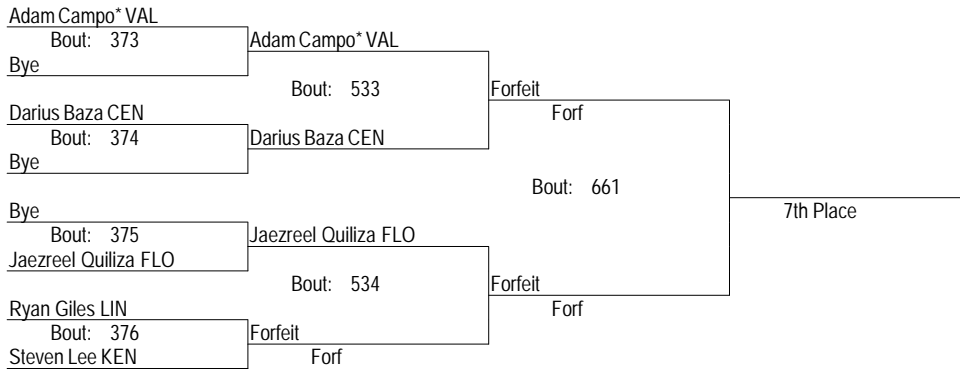 Adam Campo* VAL
Bout: 373
Adam Campo* VAL
Bye
Bout: 533
Forfeit
Darius Baza CEN
Forf
Bout: 374
Darius Baza CEN
Bye
Bout: 661
Bye
7th Place
Bout: 375
Jaezreel Quiliza FLO
Jaezreel Quiliza FLO
Bout: 534
Forfeit
Ryan Giles LIN
Forf
Bout: 376
Forfeit
Steven Lee KEN
Forf